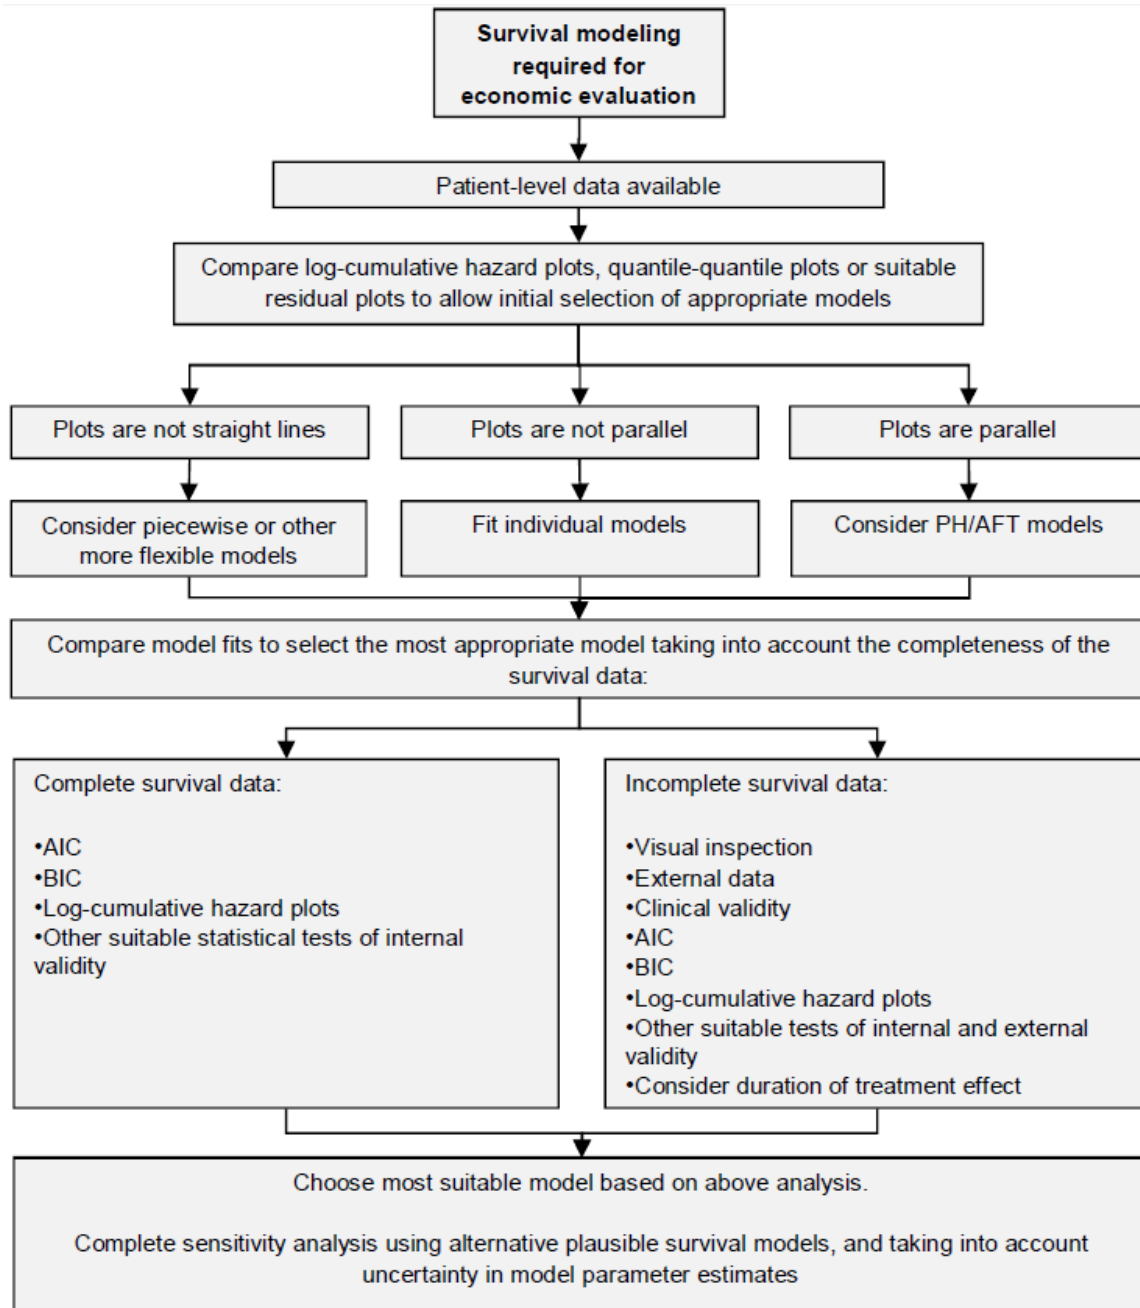 Survival modeling
required for
economic evaluation
Patient-level data available
Compare log-cumulative hazard plots, quantile-quantile plots or suitable
residual plots to allow initial selection of appropriate models
Plots are not straight lines
Plots are not parallel
Plots are parallel
Consider piecewise or other
more flexible models
Fit individual models
Consider PH/AFT models
Compare model fits to select the most appropriate model taking into account the completeness of the
survival data:
Complete survival data:
•AIC
•BIC
•Log-cumulative hazard plots
•Other suitable statistical tests of internal
validity
Incomplete survival data:
•Visual inspection
•External data
•Clinical validity
•AIC
•BIC
•Log-cumulative hazard plots
•Other suitable tests of internal and external
validity
•Consider duration of treatment effect
Choose most suitable model based on above analysis.
Complete sensitivity analysis using alternative plausible survival models, and taking into account
uncertainty in model parameter estimates